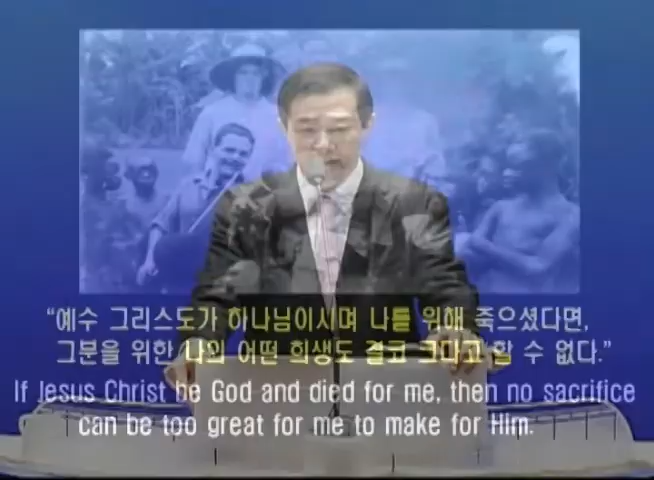 “예수 그리스도가 하나님이시며 나를 위해 죽으셨다면,
그분을 위한 나의 어떤 희생도 결코 크다고 할 수 없다.”
If Jesus Christ be God and died for me, then no sacrifice
can be too great for me to make for HIm.